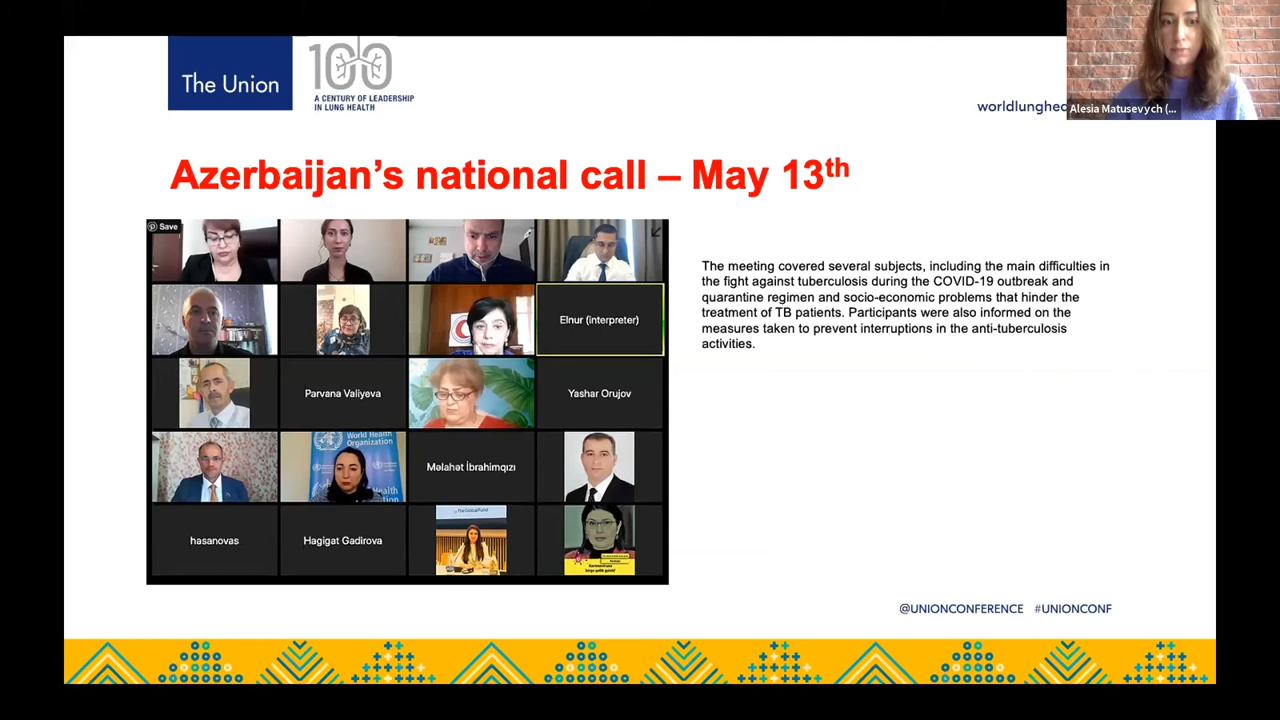 The Union
100
A CENTURY OF LEADERSHIP
IN LUNG HEALTH
worldlunghea
Alesia Matusevych (...
Azerbaijan's national call – May 13th
Save
The meeting covered several subjects, including the main difficulties in
the fight against tuberculosis during the COVID-19 outbreak and
quarantine regimen and socio-economic problems that hinder the
treatment of TB patients. Participants were also informed on the
measures taken to prevent interruptions in the anti-tuberculosis
activities.
Elnur (interpreter)
Parvana Valiyeva
Yashar Orujov
World Health
Organization
Məlahət İbrahimqızı
hasanovas
Hagigat Gadirova
TheGlobalFund
@UNIONCONFERENCE #UNIONCONF